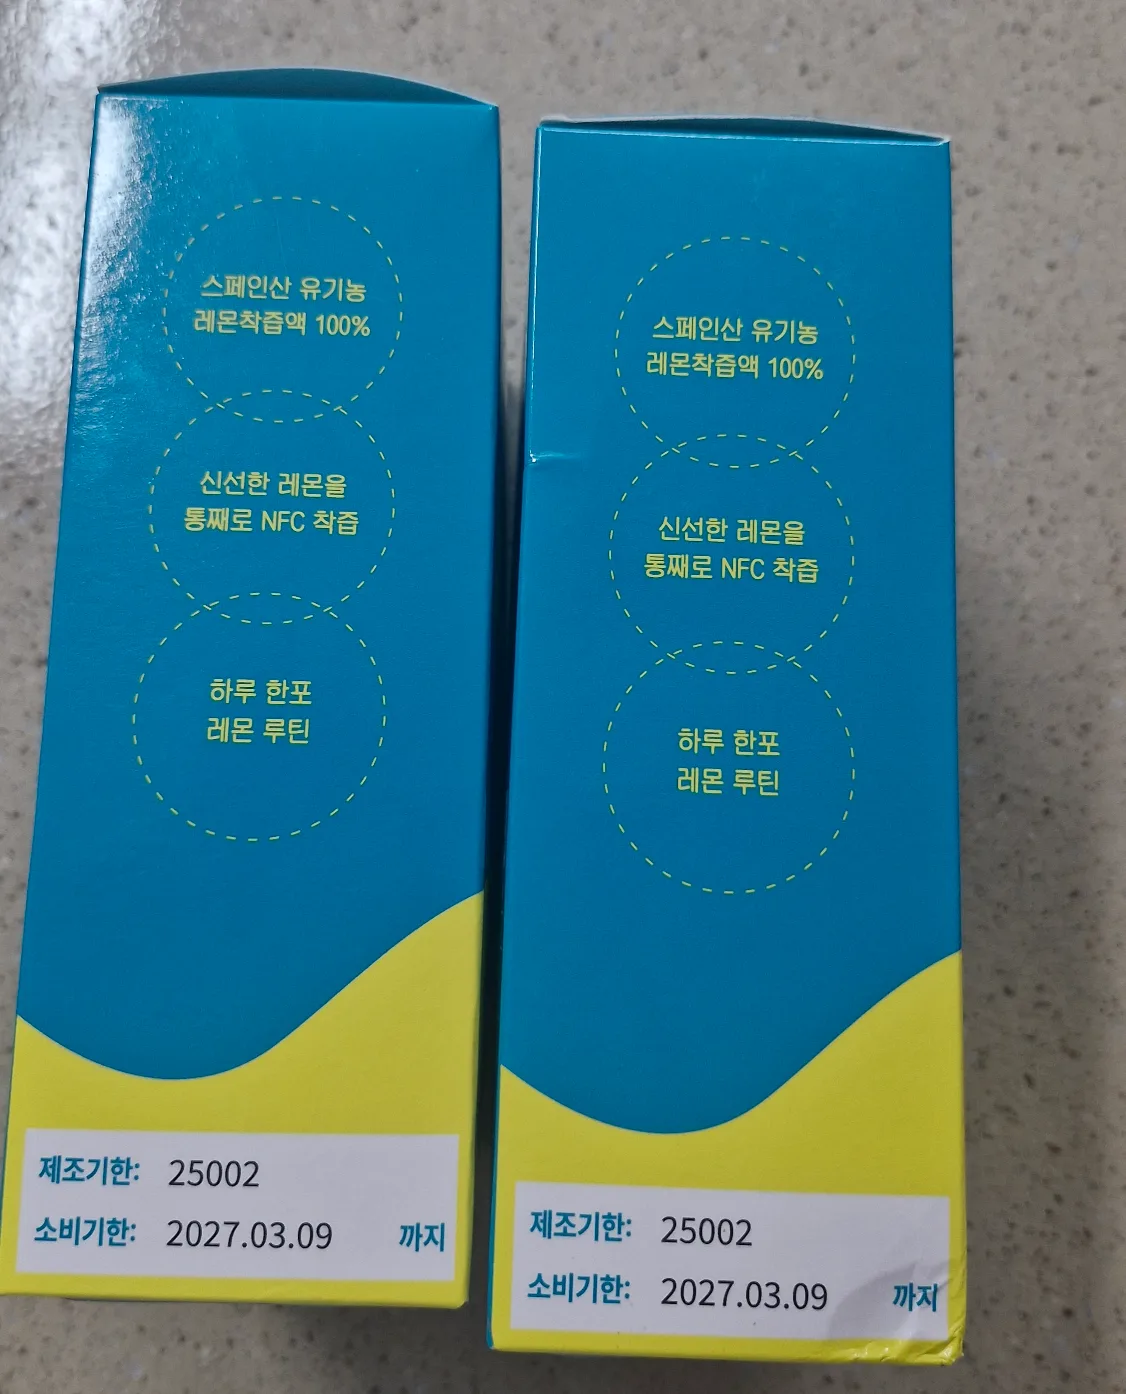 스페인산 유기농
레몬착즙액 100%
신선한 레몬을
통째로 NFC 착즙
하루 한포
레몬 루틴
제조기한: 25002
소비기한: 2027.03.09 까지
스페인산 유기농
레몬착즙액 100%
신선한 레몬을
통째로 NFC 착즙
하루 한포
레몬 루틴
제조기한: 25002
소비기한: 2027.03.09 까지